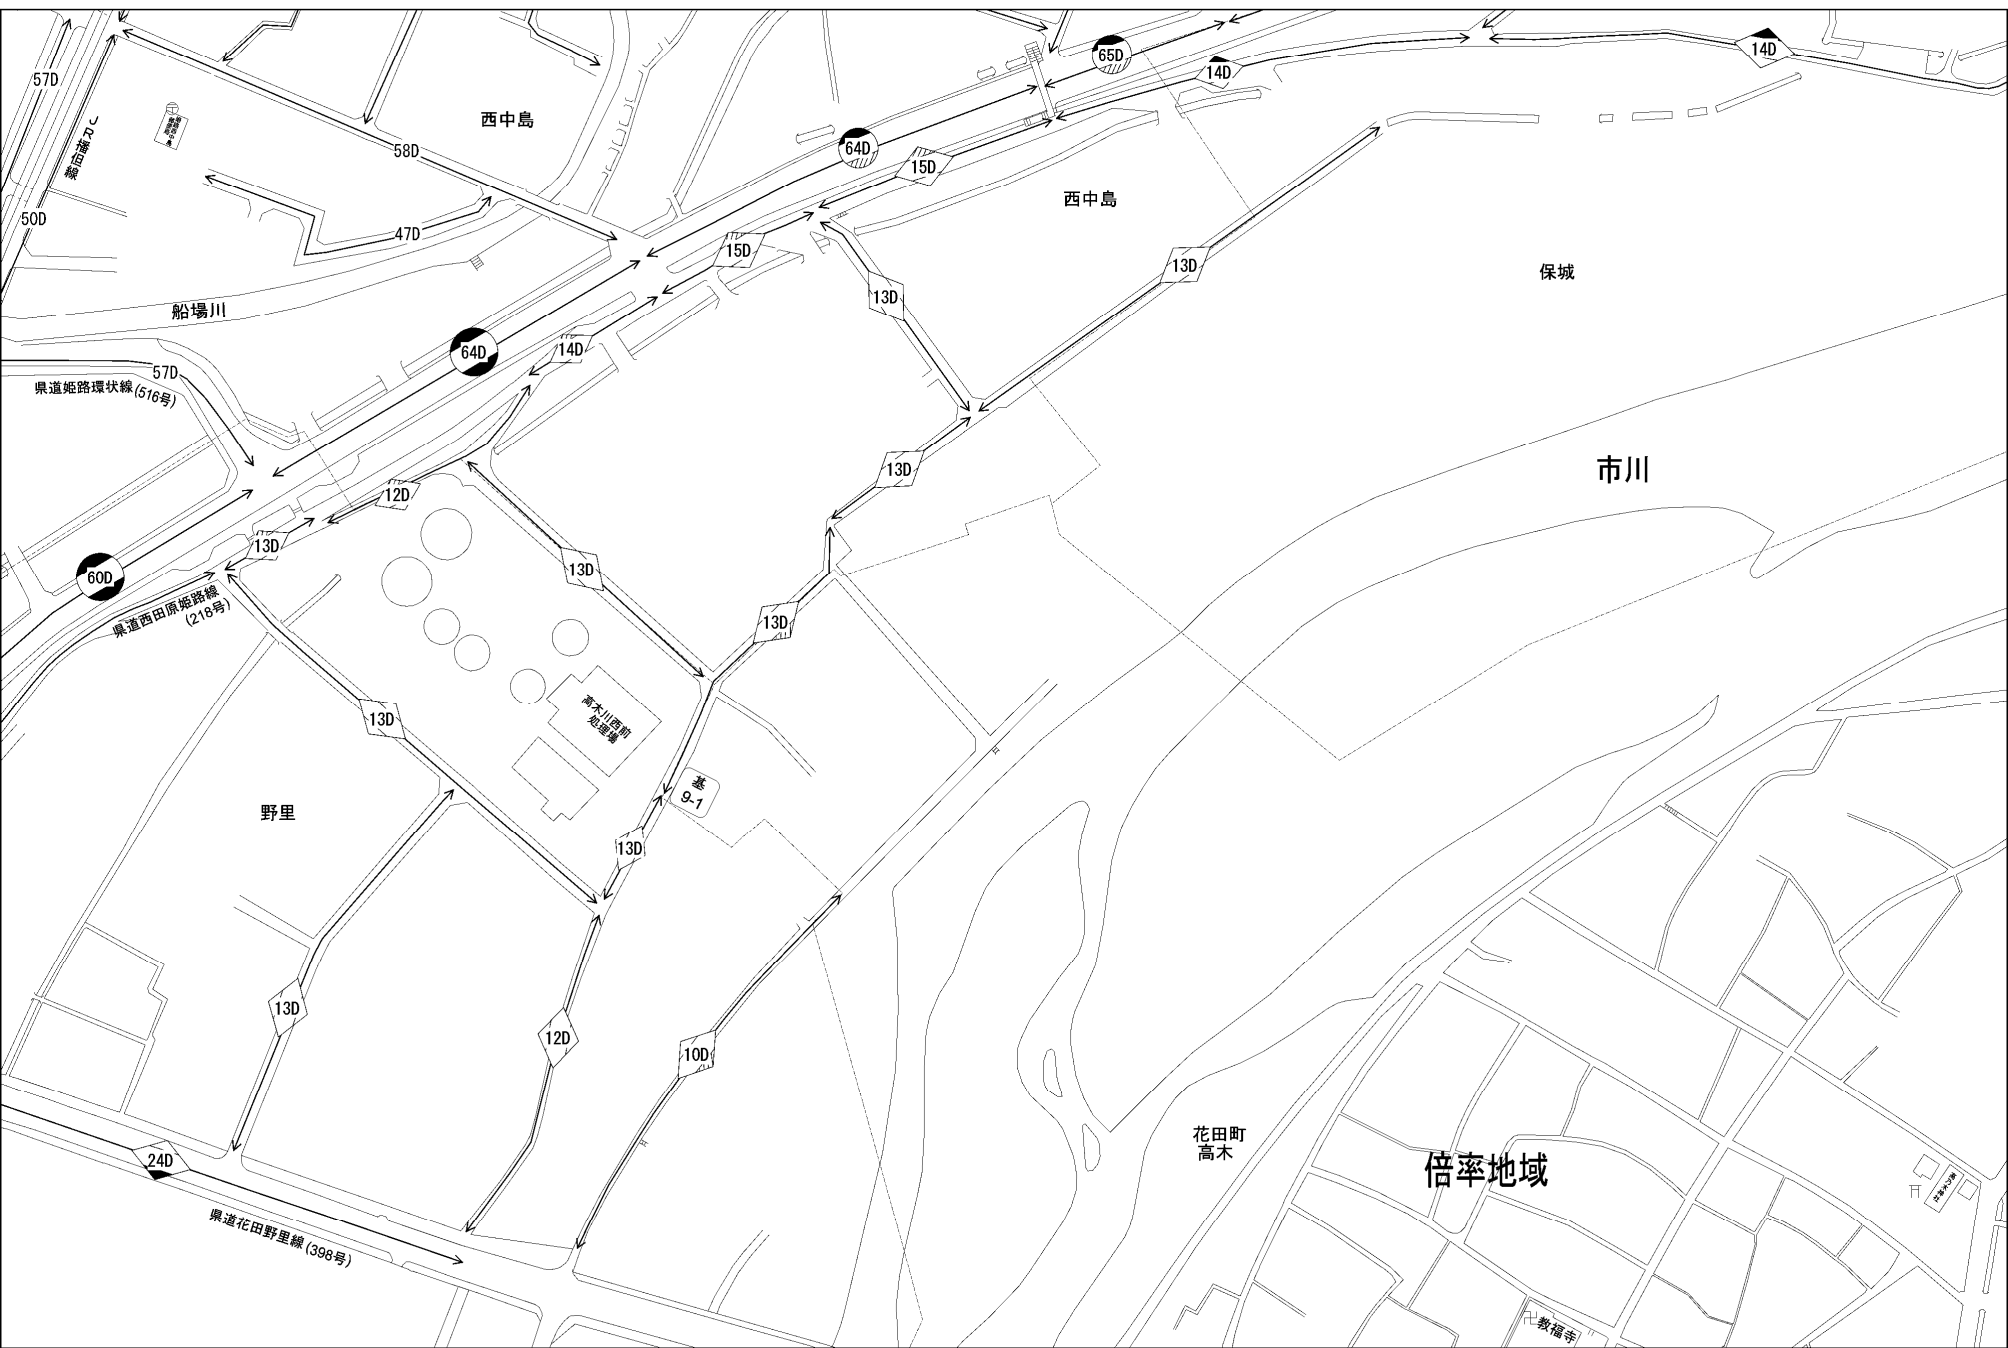 57D
JR播但線
西中島
58D
50D
47D
船場川
65D
14D
14D
64D
15D
西中島
15D
13D
13D
保城
64D
14D
57D
県道姫路環状線(516号)
市川
12D
13D
13D
13D
60D
県道西田原姫路線
(218号)
13D
高木川西前
処理場
13D
基
9-1
野里
13D
13D
12D
10D
24D
県道花田野里線(398号)
花田町
高木
倍率地域
卍教福寺